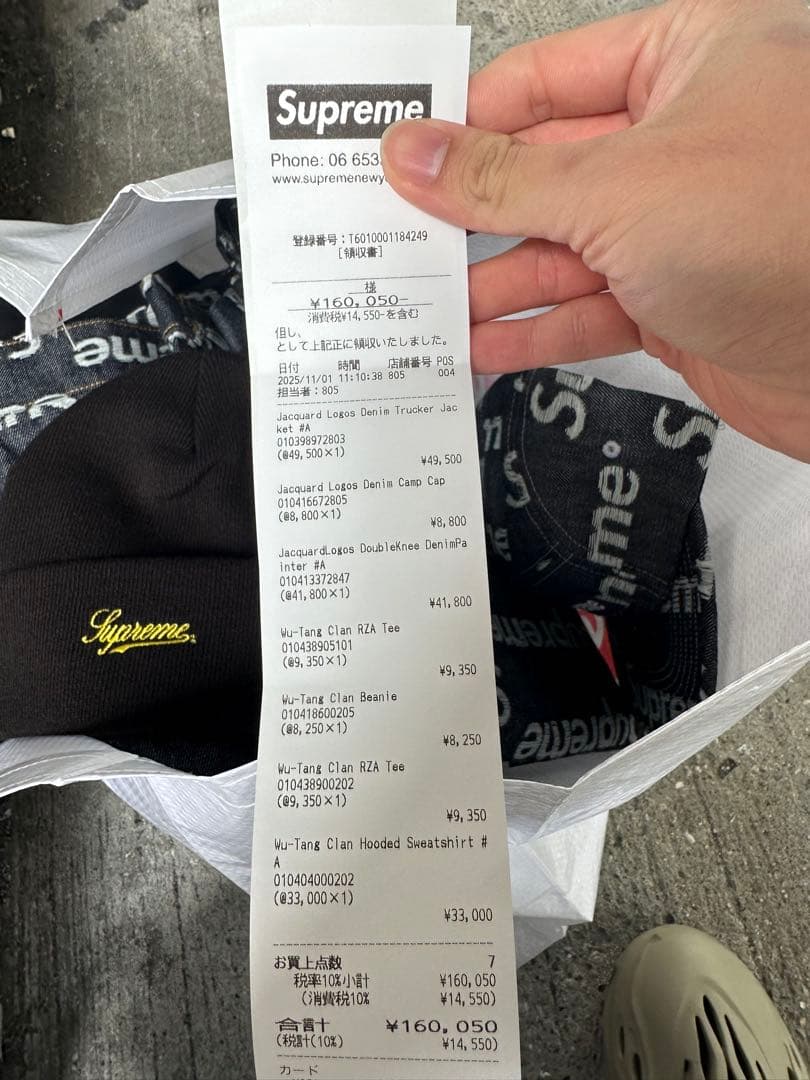 Supreme
Phone: 06 653
www.supremenewy
登録番号：T6010001184249
[領収書]
様
¥160,050-
消費税¥14,550-を含む
但し、
として上記正に領収いたしました。
日付 時間 店舗番号 POS
2025/11/01 11:10:38 805 004
担当者：805
Jacquard Logos Denim Trucker Jac
ket #A
010398972803
(@49,500×1)
¥49,500
Jacquard Logos Denim Camp Cap
010416672805
(@8,800×1)
¥8,800
JacquardLogos DoubleKnee DenimPa
inter #A
010413372847
(@41,800×1)
¥41,800
Wu-Tang Clan RZA Tee
010438905101
(@9,350×1)
¥9,350
Wu-Tang Clan Beanie
010418600205
(@8,250×1)
¥8,250
Wu-Tang Clan RZA Tee
010438900202
(@9,350×1)
¥9,350
Wu-Tang Clan Hooded Sweatshirt #
A
010404000202
(@33,000×1)
¥33,000
お買上点数 7
税率10%小計 ¥160,050
(消費税10% ¥14,550)
合計 ¥160,050
(税計(10%) ¥14,550)
カード
Supreme